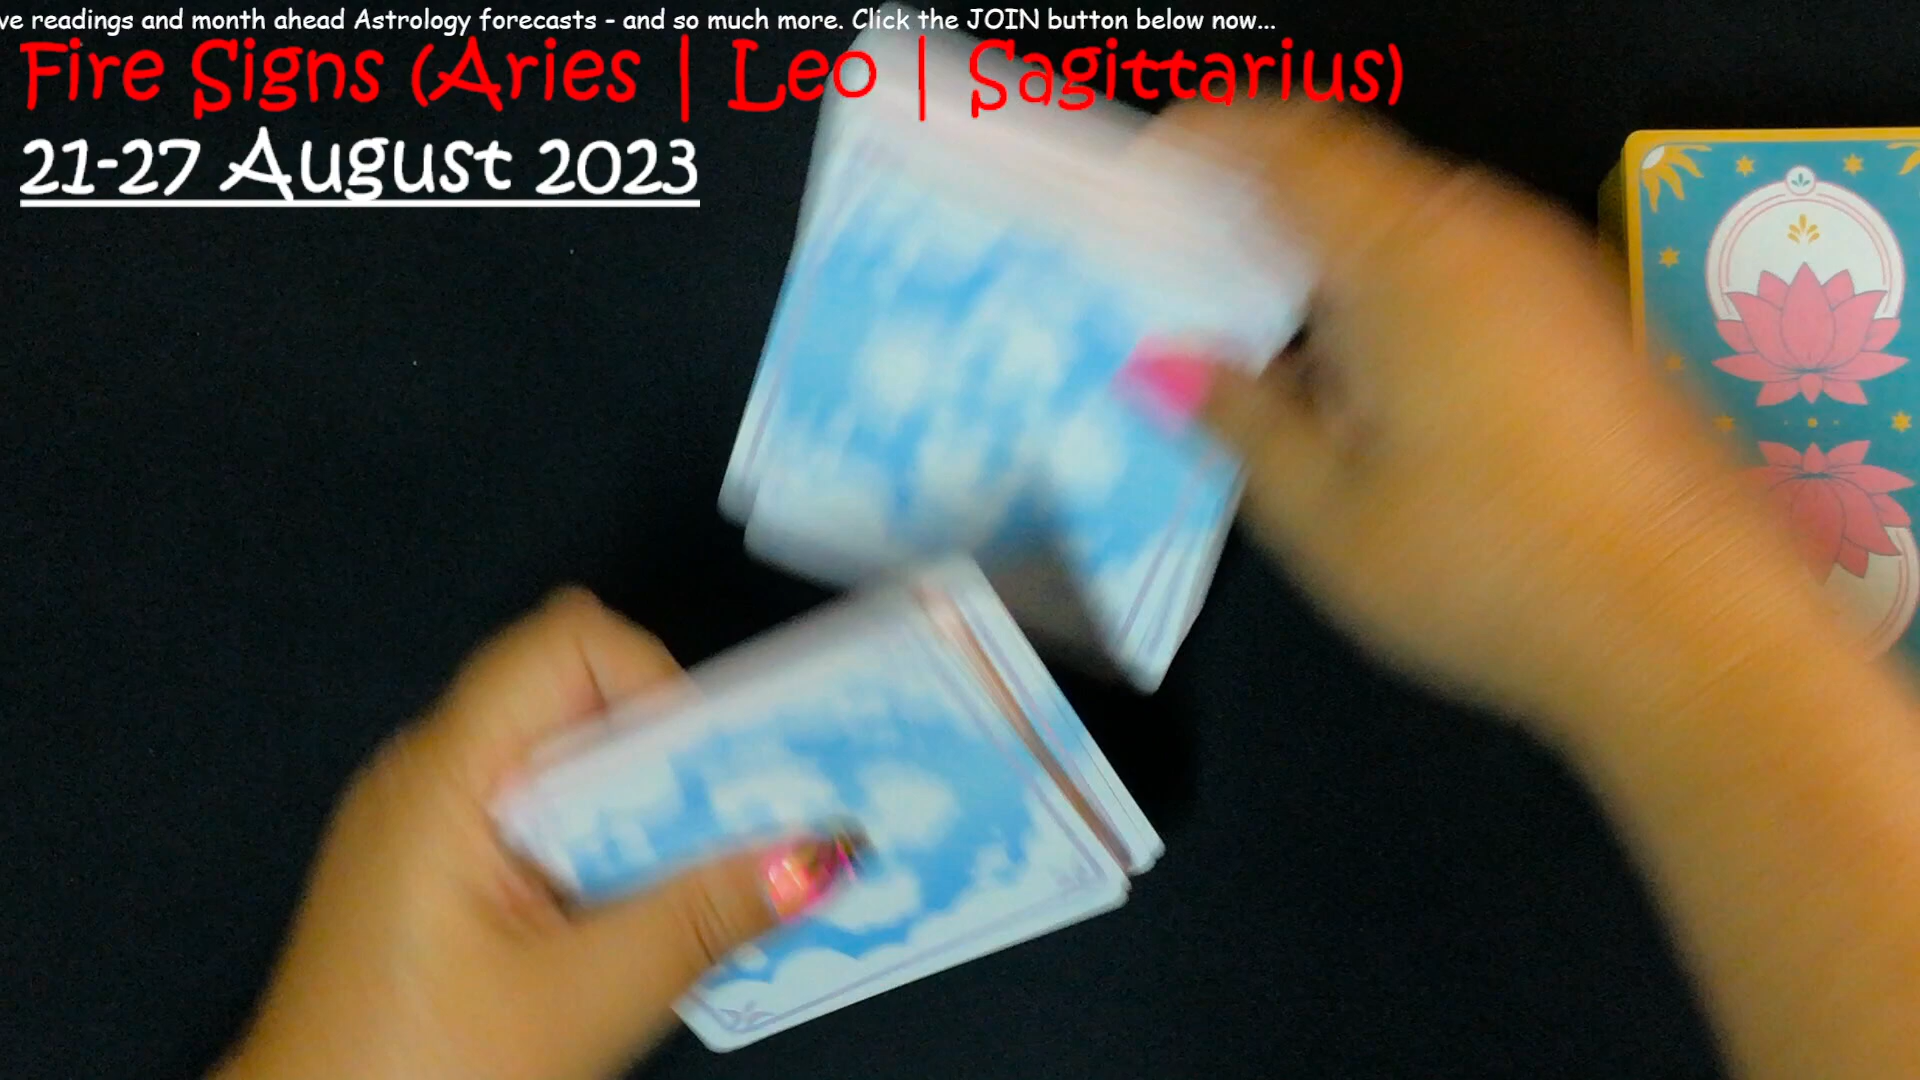 readings and month ahead Astrology forecasts - and so much more. Click the JOIN button below now...
Fire Signs (Aries | Leo | Sagittarius)
21-27 August 2023